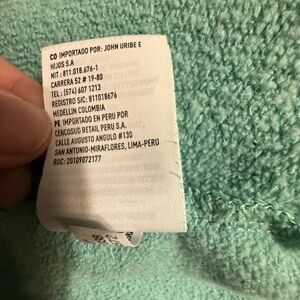 CO IMPORTADO POR: JOHN URIBE E
HIJOS S.A
NIT : 811.018.676-1
CARRERA 52 # 19-80
TEL : (574) 607 1213
REGISTRO SIC: 811018676
MEDELLIN COLOMBIA
PE IMPORTADO EN PERU POR
CENCOSUD RETAIL PERU S.A.
CALLE AUGUSTO ANGULO #130
SAN ANTONIO-MIRAFLORES, LIMA-PERU
RUC: 20109072177